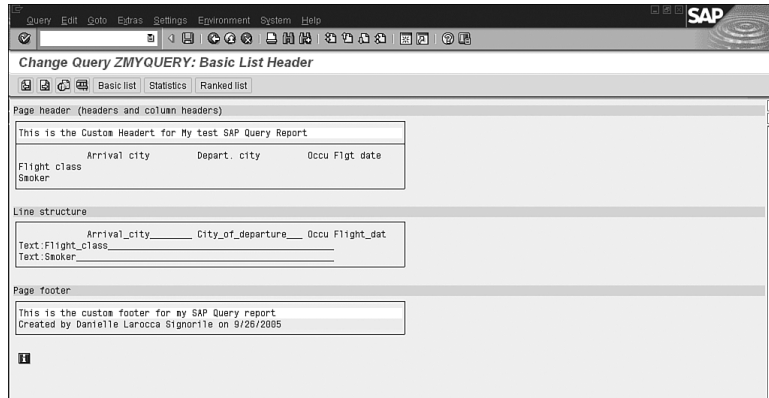 Query Edit Goto Extras Settings Environment System Help
SAP
Change Query ZMYQUERY: Basic List Header
Basic list Statistics Ranked list
Page header (headers and column headers)
This is the Custom Headert for My test SAP Query Report
Arrival city Depart. city Occu Flgt date
Flight class
Smoker
Line structure
Arrival_city________ City_of_departure___ Occu Flight_dat
Text:Flight_class
Text:Smoker
Page footer
This is the custom footer for my SAP Query report
Created by Danielle Larocca Signorile on 9/26/2005